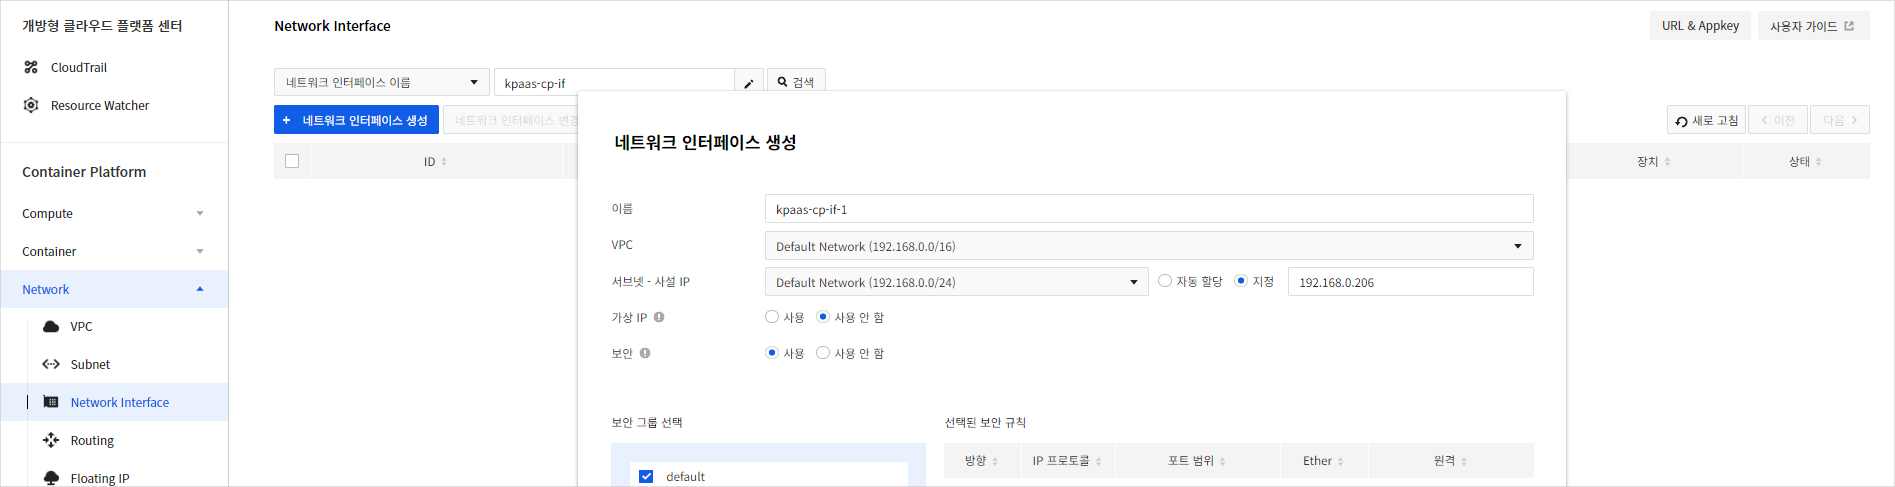 개방형 클라우드 플랫폼 센터
CloudTrail
Resource Watcher
Container Platform
Compute
Container
Network
VPC
Subnet
Network Interface
Routing
Floating IP
Network Interface
URL & Appkey
사용자 가이드
네트워크 인터페이스 이름
kpaas-cp-if
검색
+ 네트워크 인터페이스 생성
네트워크 인터페이스 변경
새로 고침
< 이전
다음 >
ID
장치
상태
네트워크 인터페이스 생성
이름
kpaas-cp-if-1
VPC
Default Network (192.168.0.0/16)
서브넷 - 사설 IP
Default Network (192.168.0.0/24)
자동 할당
지정
192.168.0.206
가상 IP
사용
사용 안 함
보안
사용
사용 안 함
보안 그룹 선택
default
선택된 보안 규칙
방향
IP 프로토콜
포트 범위
Ether
원격